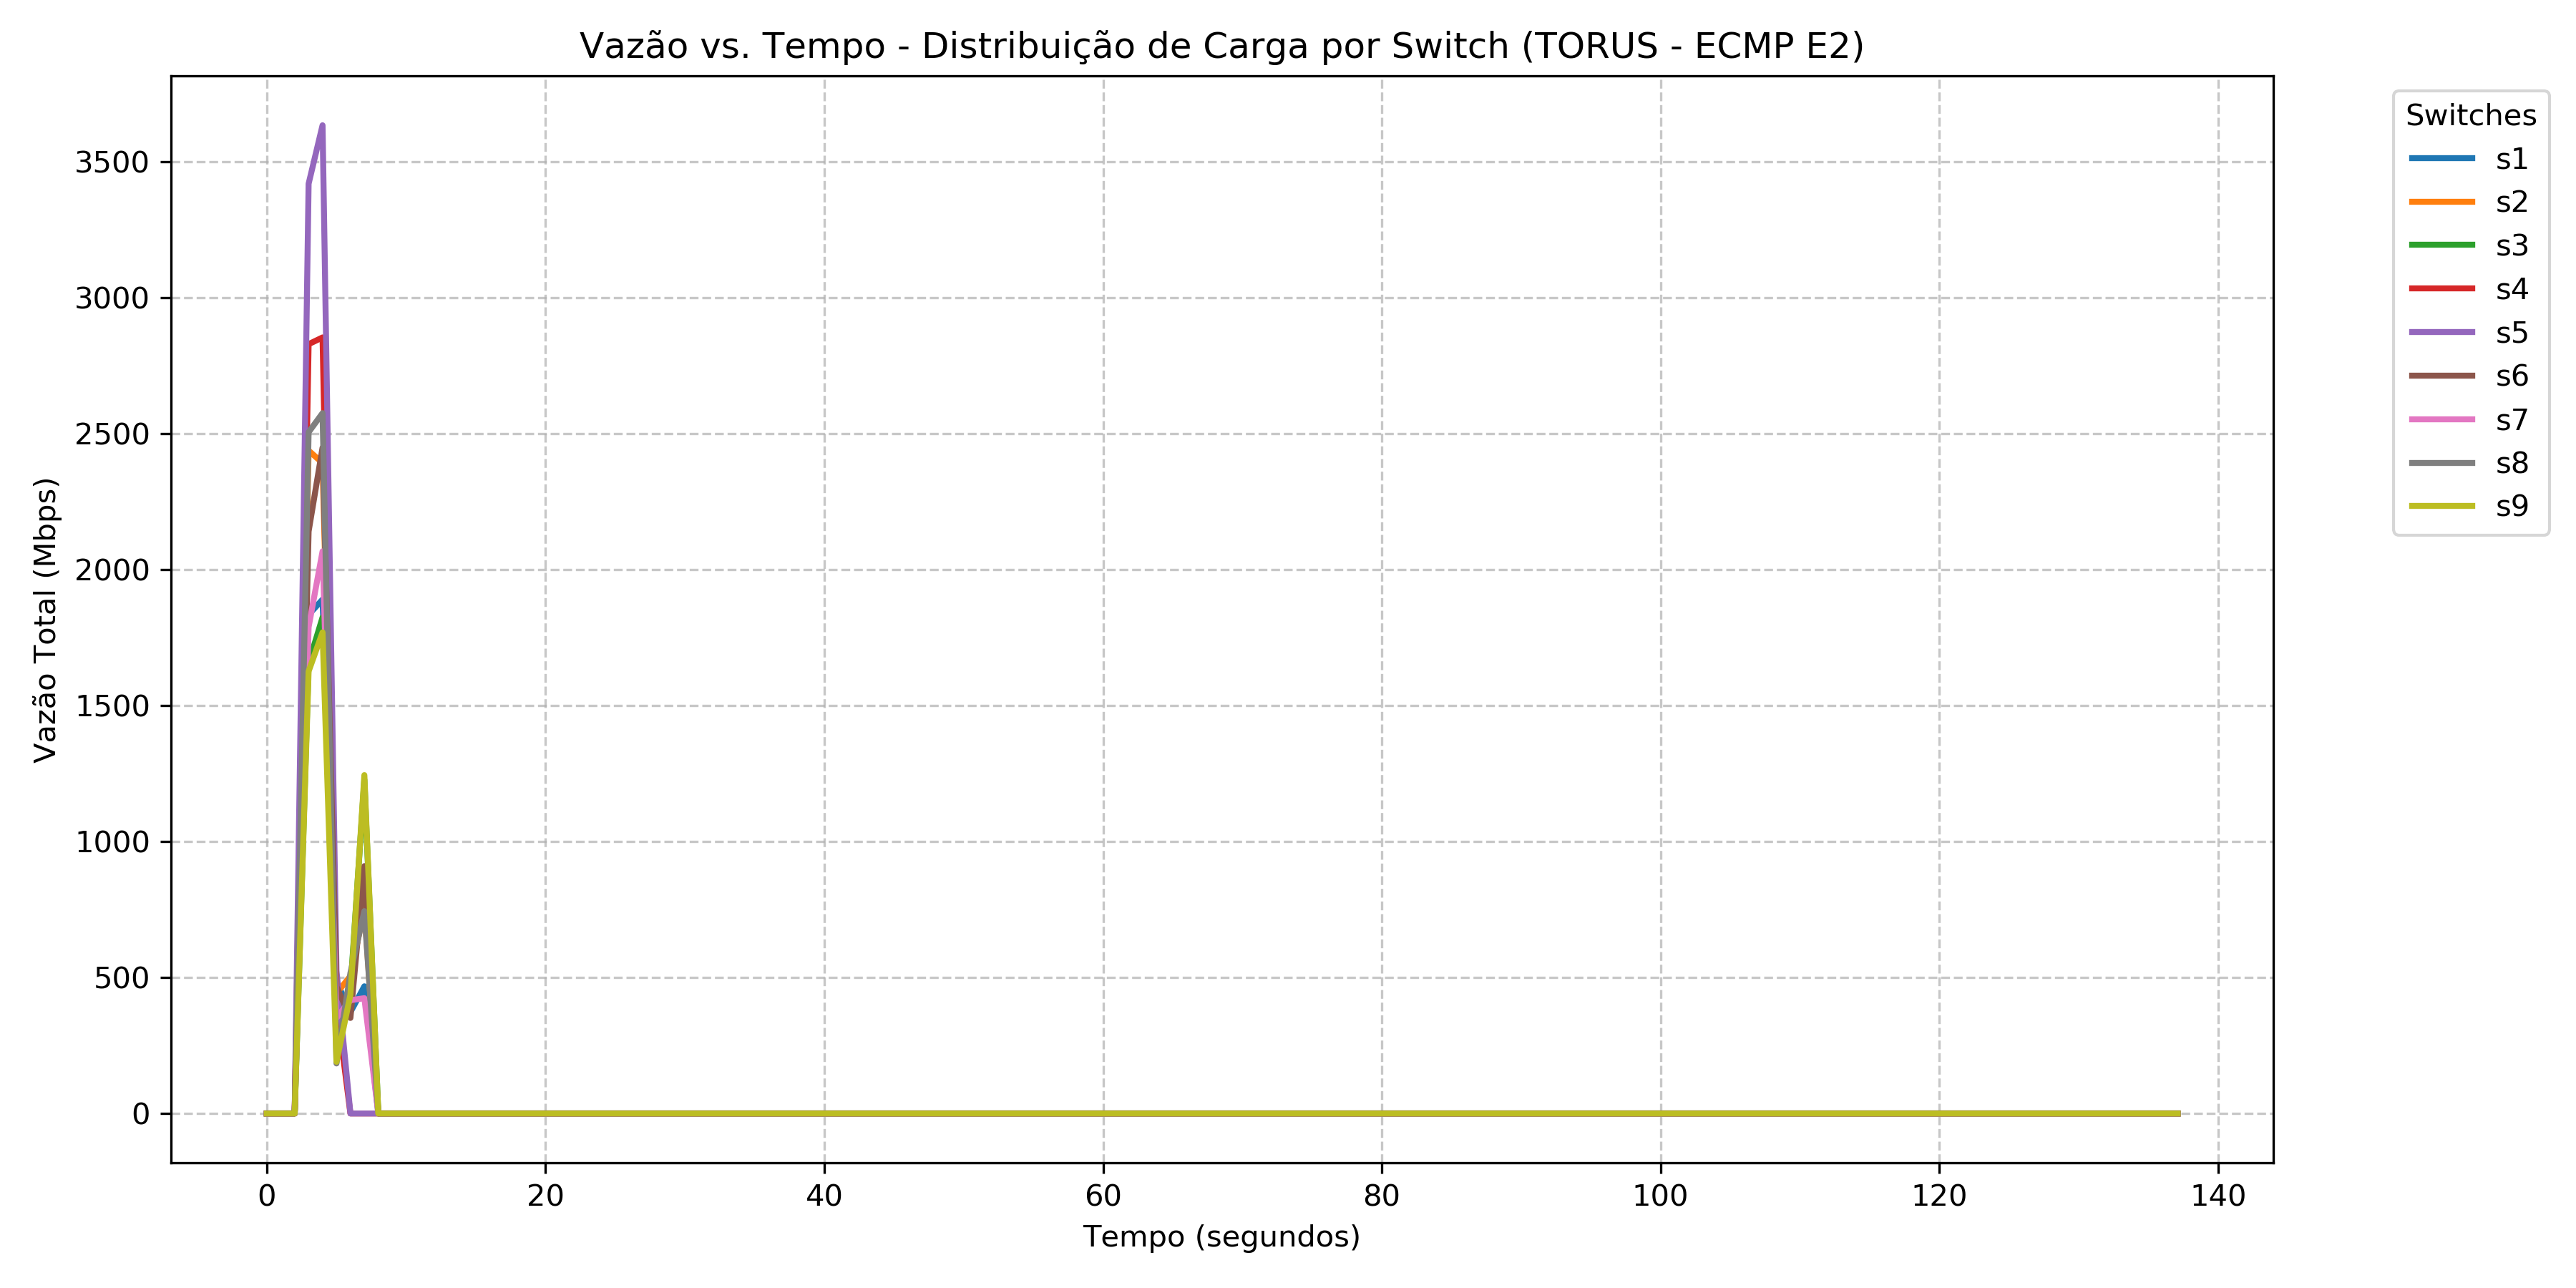 Vazão vs. Tempo - Distribuição de Carga por Switch (TORUS - ECMP E2)
Vazão Total (Mbps)
3500
3000
2500
2000
1500
1000
500
0
0 20 40 60 80 100 120 140
Tempo (segundos)
Switches
s1
s2
s3
s4
s5
s6
s7
s8
s9